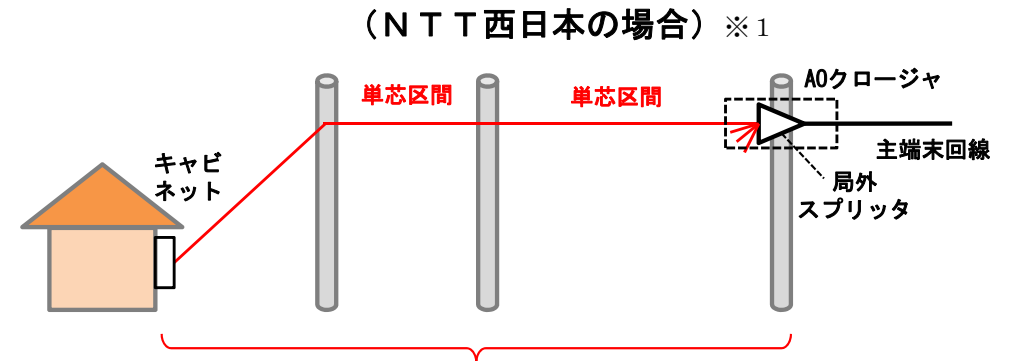 （ＮＴＴ西日本の場合）※１
AOクロージャ
単芯区間
単芯区間
主端末回線
キャビ
ネット
局外
スプリッタ